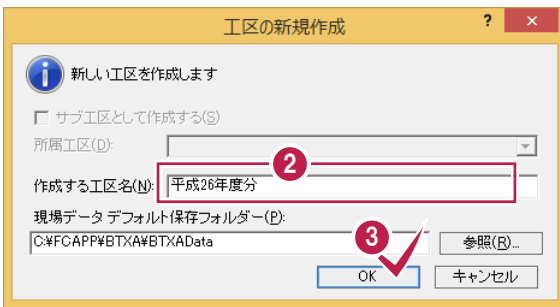 工区の新規作成
? ×
新しい工区を作成します
サブ工区として作成する(S)
所属工区(D):
2
作成する工区名(N): 平成26年度分
現場データ デフォルト保存フォルダー(P):
3
C:¥FCAPP¥BTXA¥BTXAData 参照(R)...
OK キャンセル